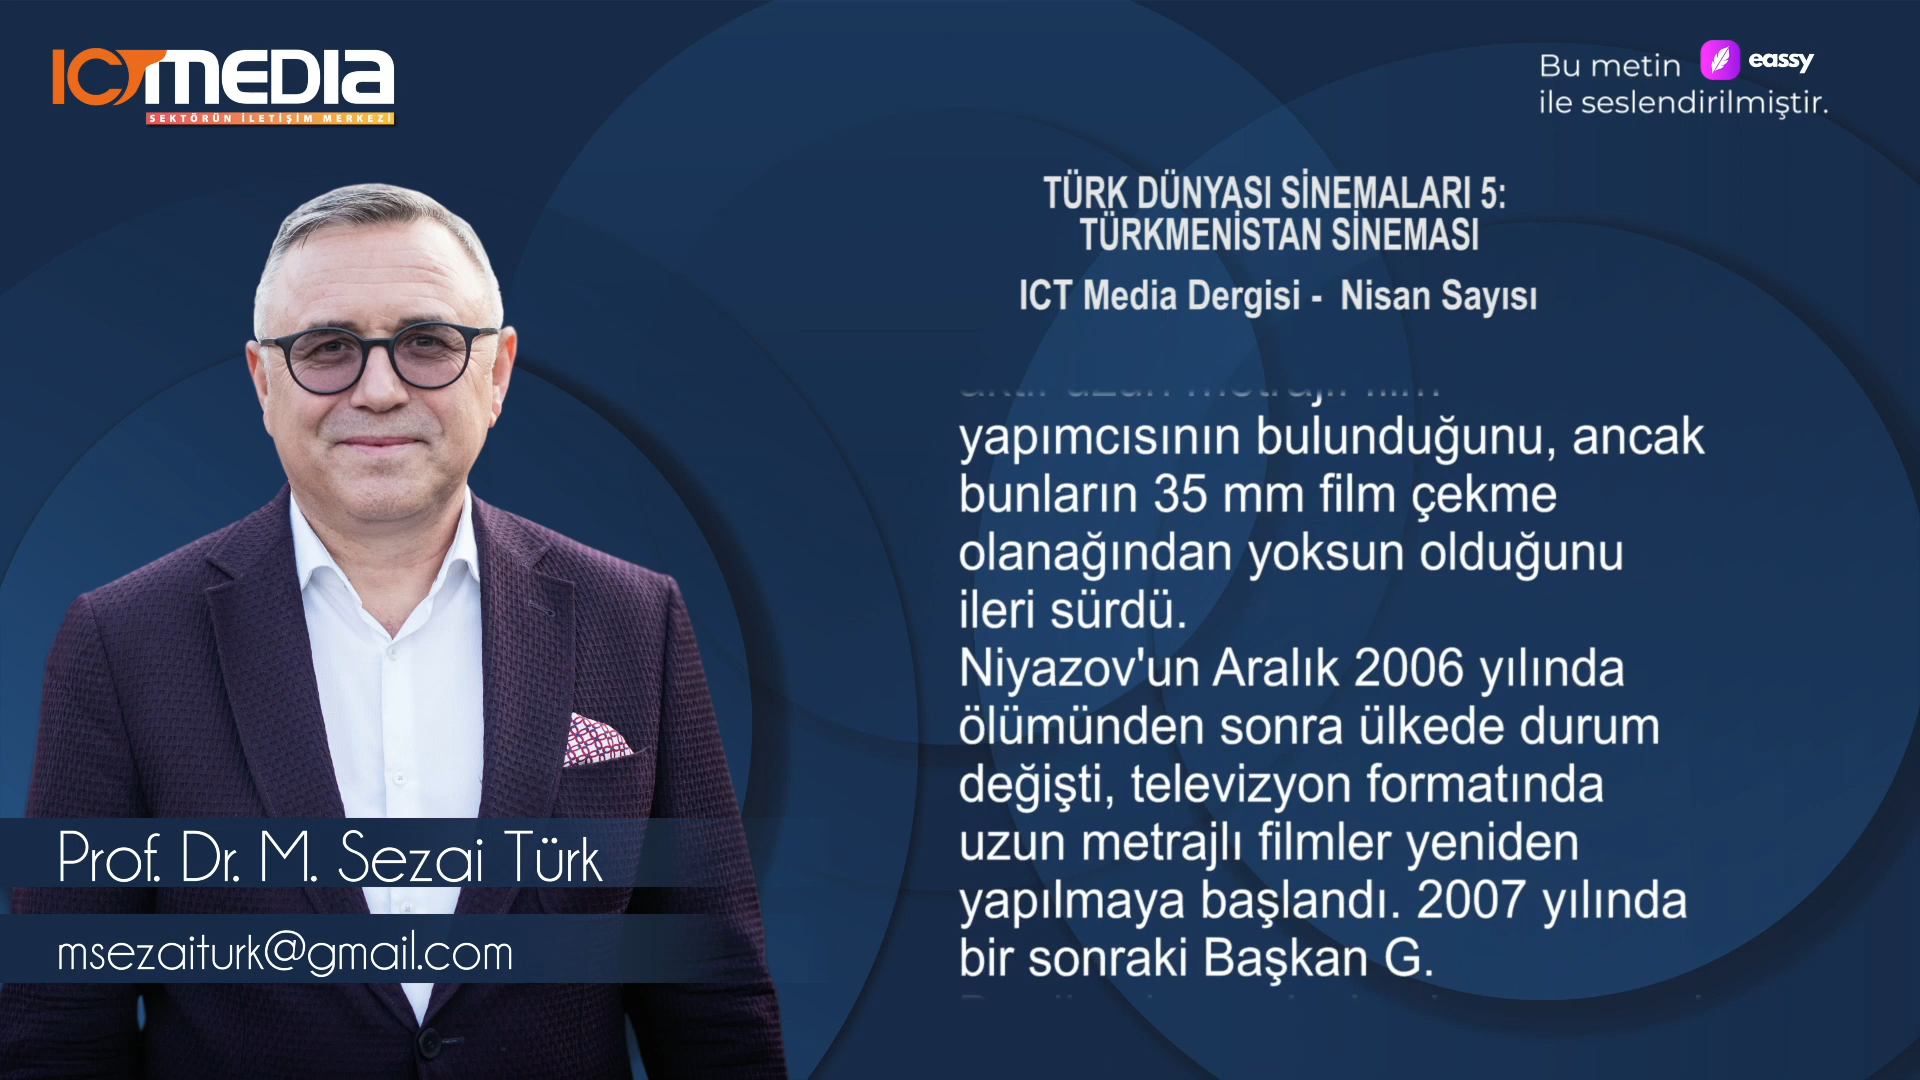 ICT MEDIA
SEKTÖRÜN İLETİŞİM MERKEZİ
Bu metin eassy
ile seslendirilmiştir.
TÜRK DÜNYASI SİNEMALARI 5:
TÜRKMENİSTAN SİNEMASI
ICT Media Dergisi - Nisan Sayısı
yapımcısının bulunduğunu, ancak
bunların 35 mm film çekme
olanağından yoksun olduğunu
ileri sürdü.
Niyazov'un Aralık 2006 yılında
ölümünden sonra ülkede durum
değişti, televizyon formatında
uzun metrajlı filmler yeniden
yapılmaya başlandı. 2007 yılında
bir sonraki Başkan G.
Prof. Dr. M. Sezai Türk
msezaiturk@gmail.com